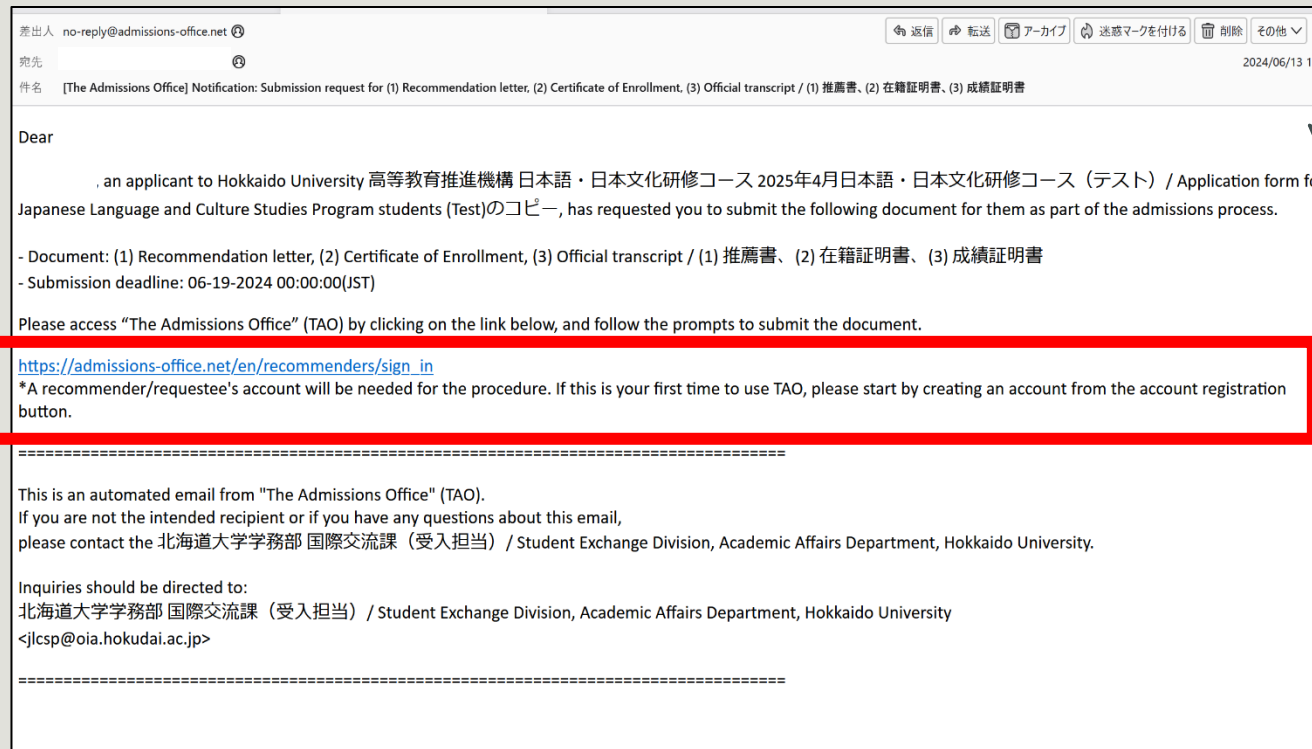 差出人 no-reply@admissions-office.net
返信 転送 アーカイブ 迷惑マークを付ける 削除 その他
宛先
2024/06/13 1
件名 [The Admissions Office] Notification: Submission request for (1) Recommendation letter, (2) Certificate of Enrollment, (3) Official transcript / (1) 推薦書、(2) 在籍証明書、(3) 成績証明書
Dear
, an applicant to Hokkaido University 高等教育推進機構 日本語・日本文化研修コース 2025年4月日本語・日本文化研修コース（テスト）/ Application form fo
Japanese Language and Culture Studies Program students (Test)のコピー, has requested you to submit the following document for them as part of the admissions process.
- Document: (1) Recommendation letter, (2) Certificate of Enrollment, (3) Official transcript / (1) 推薦書、(2) 在籍証明書、(3) 成績証明書
- Submission deadline: 06-19-2024 00:00:00(JST)
Please access “The Admissions Office” (TAO) by clicking on the link below, and follow the prompts to submit the document.
https://admissions-office.net/en/recommenders/sign_in
*A recommender/requestee's account will be needed for the procedure. If this is your first time to use TAO, please start by creating an account from the account registration
button.
=====================================================================================
This is an automated email from "The Admissions Office" (TAO).
If you are not the intended recipient or if you have any questions about this email,
please contact the 北海道大学学務部 国際交流課（受入担当）/ Student Exchange Division, Academic Affairs Department, Hokkaido University.
Inquiries should be directed to:
北海道大学学務部 国際交流課（受入担当）/ Student Exchange Division, Academic Affairs Department, Hokkaido University
<jlcsp@oia.hokudai.ac.jp>
=====================================================================================